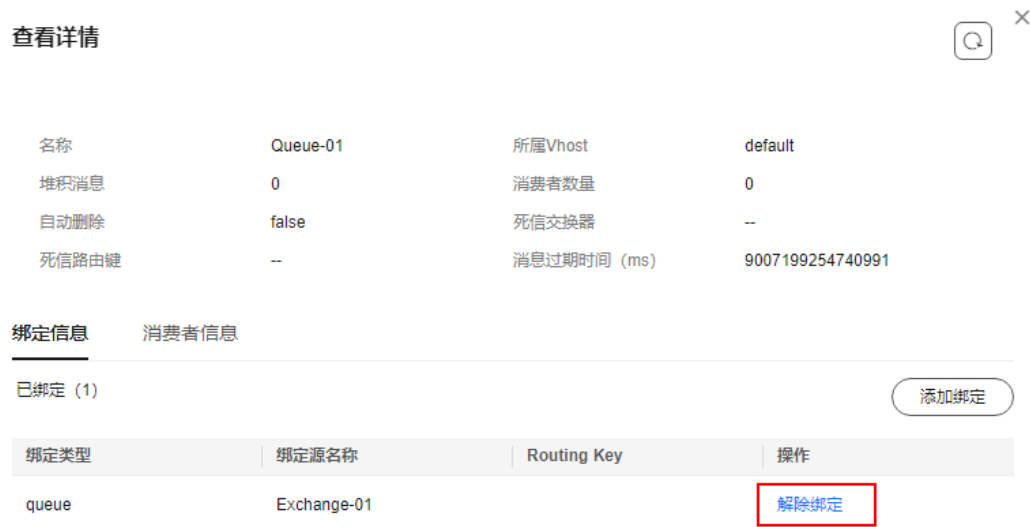 查看详情
名称 Queue-01 所属Vhost default
堆积消息 0 消费者数量 0
自动删除 false 死信交换器 --
死信路由键 -- 消息过期时间（ms） 9007199254740991
绑定信息 消费者信息
已绑定（1） 添加绑定
绑定类型 绑定源名称 Routing Key 操作
queue Exchange-01 解除绑定